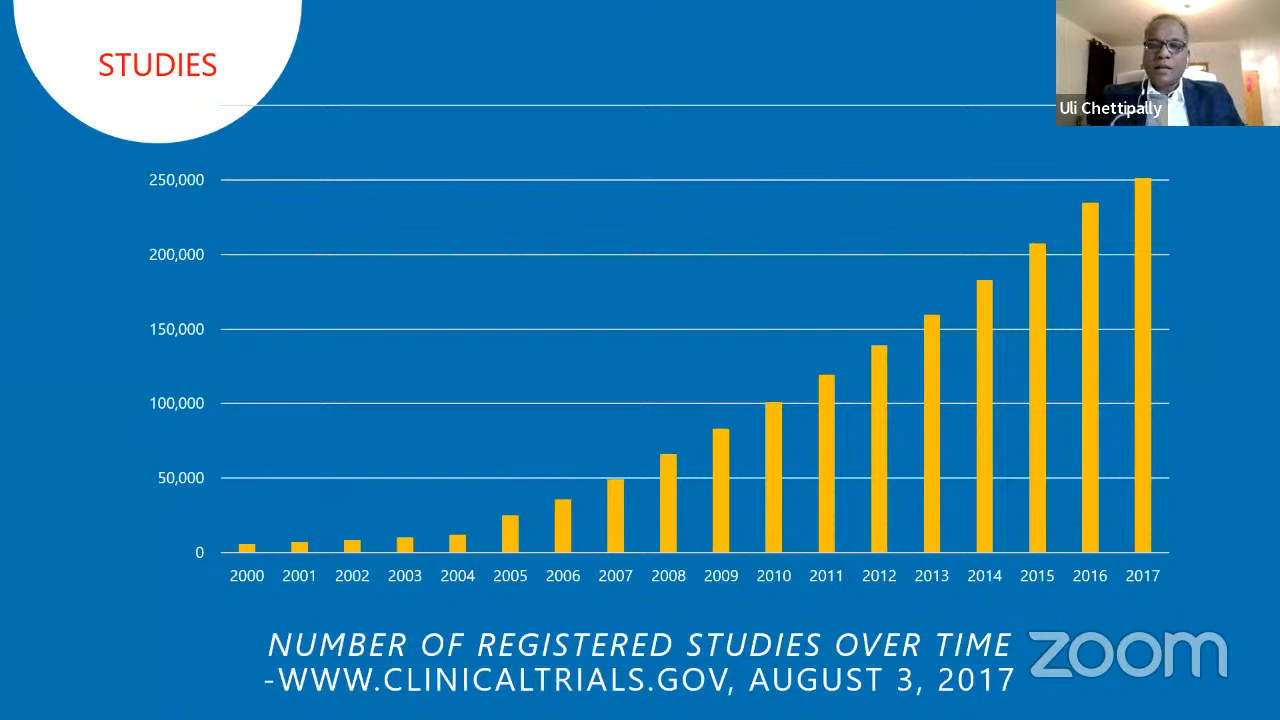 STUDIES
Uli Chettipally
250,000
200,000
150,000
100,000
50,000
0
2000 2001 2002 2003 2004 2005 2006 2007 2008 2009 2010 2011 2012 2013 2014 2015 2016 2017
NUMBER OF REGISTERED STUDIES OVER TIME
-WWW.CLINICALTRIALS.GOV, AUGUST 3, 2017
zoom